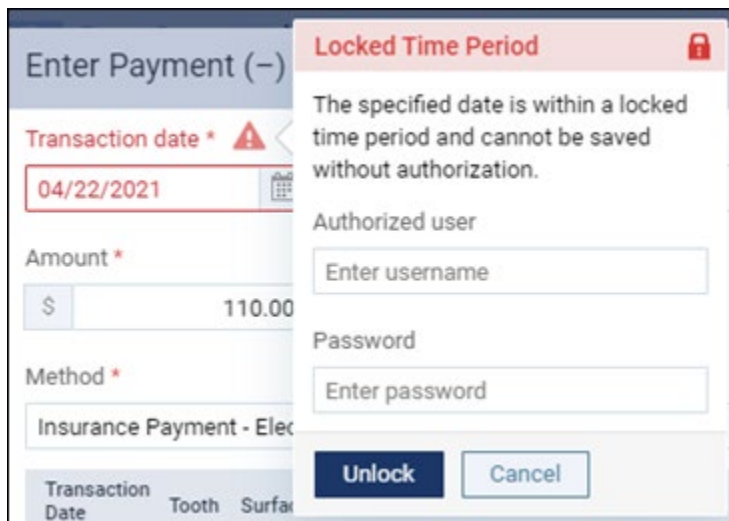 Enter Payment (–)
Transaction date *
04/22/2021
Amount *
$ 110.00
Method *
Insurance Payment - Elec
Transaction
Date
Tooth
Locked Time Period
The specified date is within a locked
time period and cannot be saved
without authorization.
Authorized user
Enter username
Password
Enter password
Unlock
Cancel